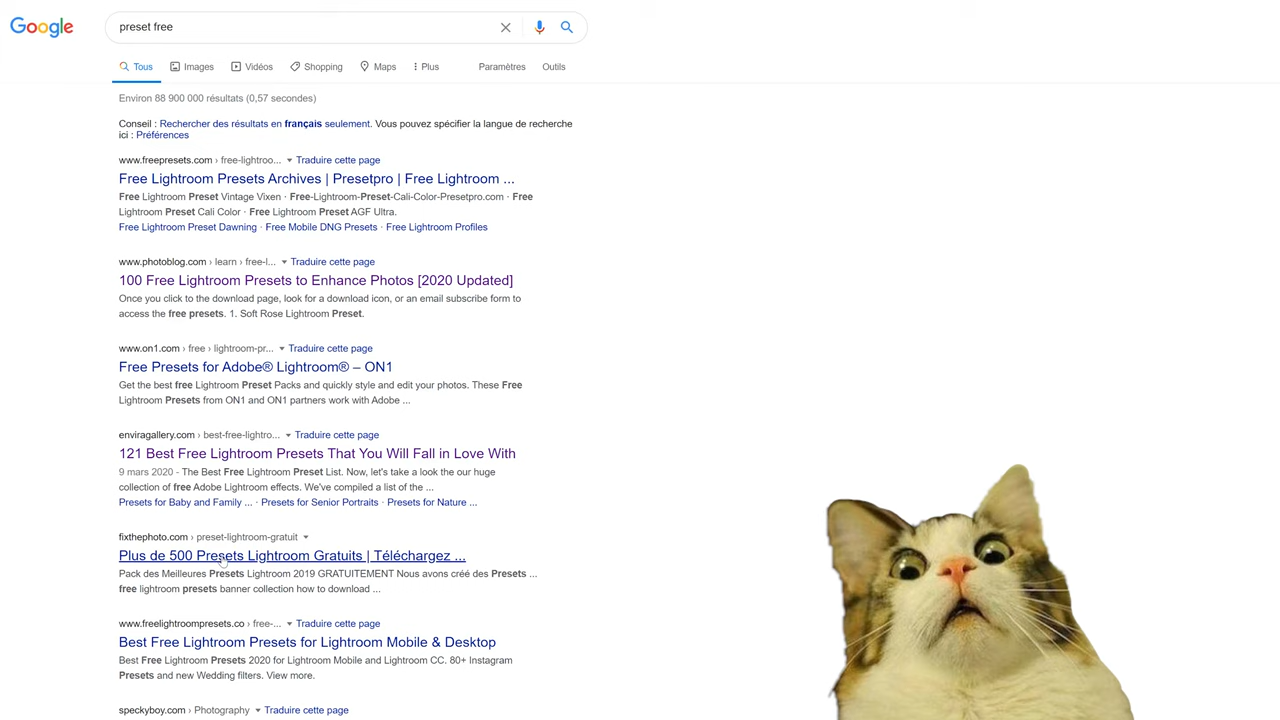 Google
preset free
Tous Images Vidéos Shopping Maps Plus Paramètres Outils
Environ 88 900 000 résultats (0,57 secondes)
Conseil : Rechercher des résultats en français seulement. Vous pouvez spécifier la langue de recherche
ici : Préférences
www.freepresets.com › free-lightroo... Traduire cette page
Free Lightroom Presets Archives | Presetpro | Free Lightroom ...
Free Lightroom Preset Vintage Vixen · Free-Lightroom-Preset-Cali-Color-Presetpro.com · Free
Lightroom Preset Cali Color · Free Lightroom Preset AGF Ultra.
Free Lightroom Preset Dawning · Free Mobile DNG Presets · Free Lightroom Profiles
www.photoblog.com › learn › free-l... Traduire cette page
100 Free Lightroom Presets to Enhance Photos [2020 Updated]
Once you click to the download page, look for a download icon, or an email subscribe form to
access the free presets. 1. Soft Rose Lightroom Preset.
www.on1.com › free › lightroom-pr... Traduire cette page
Free Presets for Adobe® Lightroom® – ON1
Get the best free Lightroom Preset Packs and quickly style and edit your photos. These Free
Lightroom Presets from ON1 and ON1 partners work with Adobe ...
enviragallery.com › best-free-lightro... Traduire cette page
121 Best Free Lightroom Presets That You Will Fall in Love With
9 mars 2020 - The Best Free Lightroom Preset List. Now, let's take a look the our huge
collection of free Adobe Lightroom effects. We've compiled a list of the ...
Presets for Baby and Family ... · Presets for Senior Portraits · Presets for Nature ...
fixthephoto.com › preset-lightroom-gratuit
Plus de 500 Presets Lightroom Gratuits | Téléchargez ...
Pack des Meilleures Presets Lightroom 2019 GRATUITEMENT Nous avons créé des Presets ...
free lightroom presets banner collection how to download ...
www.freelightroompresets.co › free-... Traduire cette page
Best Free Lightroom Presets for Lightroom Mobile & Desktop
Best Free Lightroom Presets 2020 for Lightroom Mobile and Lightroom CC. 80+ Instagram
Presets and new Wedding filters. View more.
speckyboy.com › Photography Traduire cette page